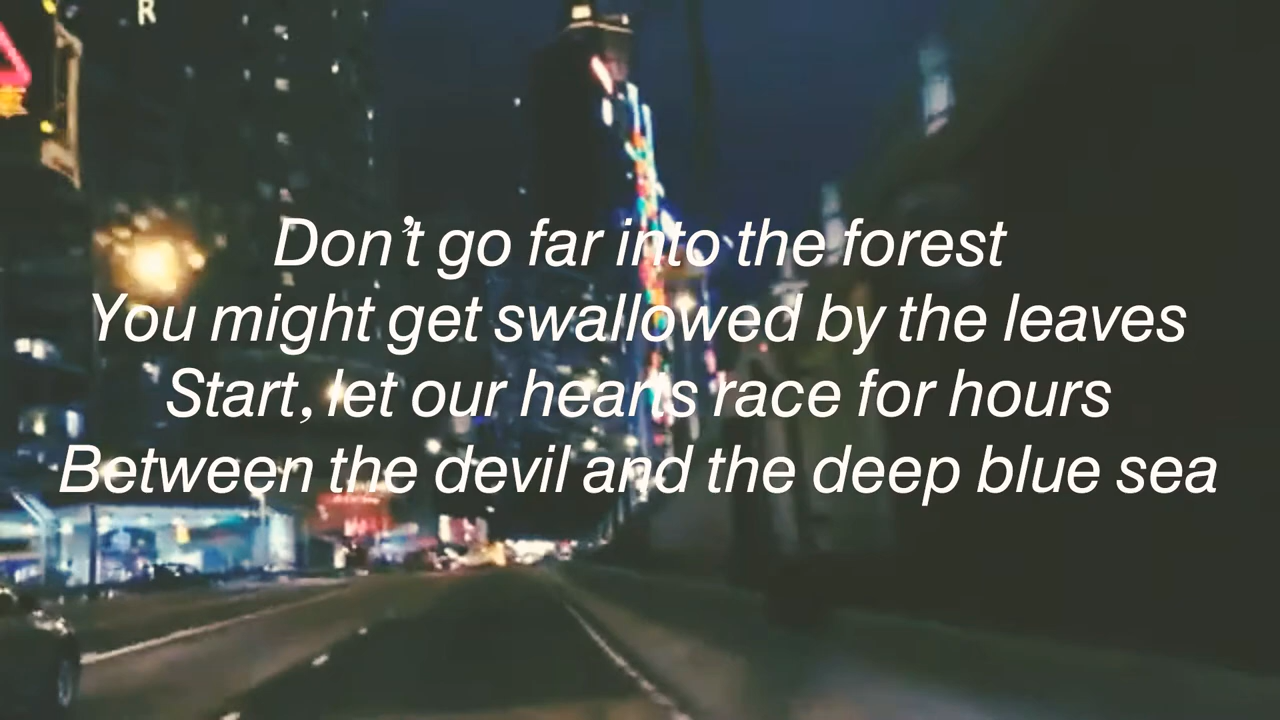 R
Don't go far into the forest
You might get swallowed by the leaves
Start, let our hearts race for hours
Between the devil and the deep blue sea